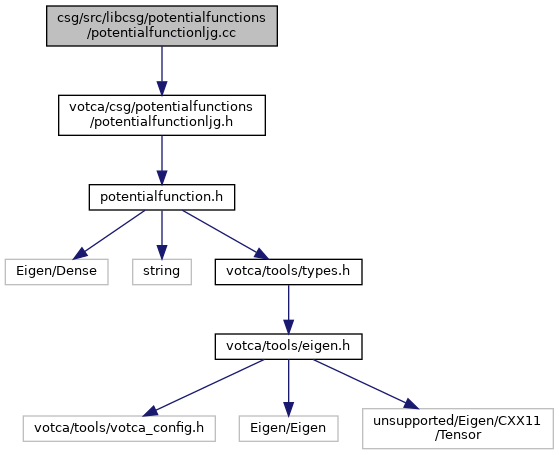 csg/src/libcsg/potentialfunctions
/potentialfunctionljg.cc
votca/csg/potentialfunctions
/potentialfunctionljg.h
potentialfunction.h
Eigen/Dense
string
votca/tools/types.h
votca/tools/eigen.h
votca/tools/votca_config.h
Eigen/Eigen
unsupported/Eigen/CXX11
/Tensor